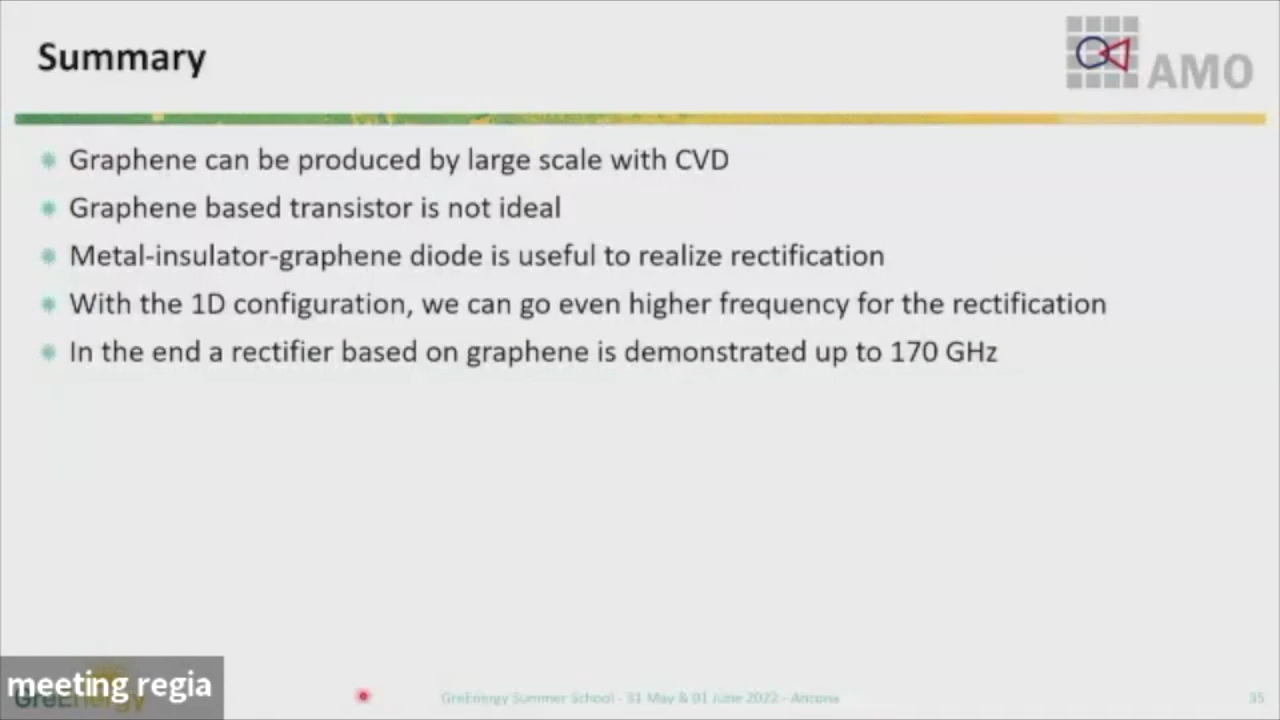 Summary
AMO
Graphene can be produced by large scale with CVD
Graphene based transistor is not ideal
Metal-insulator-graphene diode is useful to realize rectification
With the 1D configuration, we can go even higher frequency for the rectification
In the end a rectifier based on graphene is demonstrated up to 170 GHz
meeting regia
GreEnergy
GreEnergy Summer School - 31 May & 01 June 2022 - Ancona
35